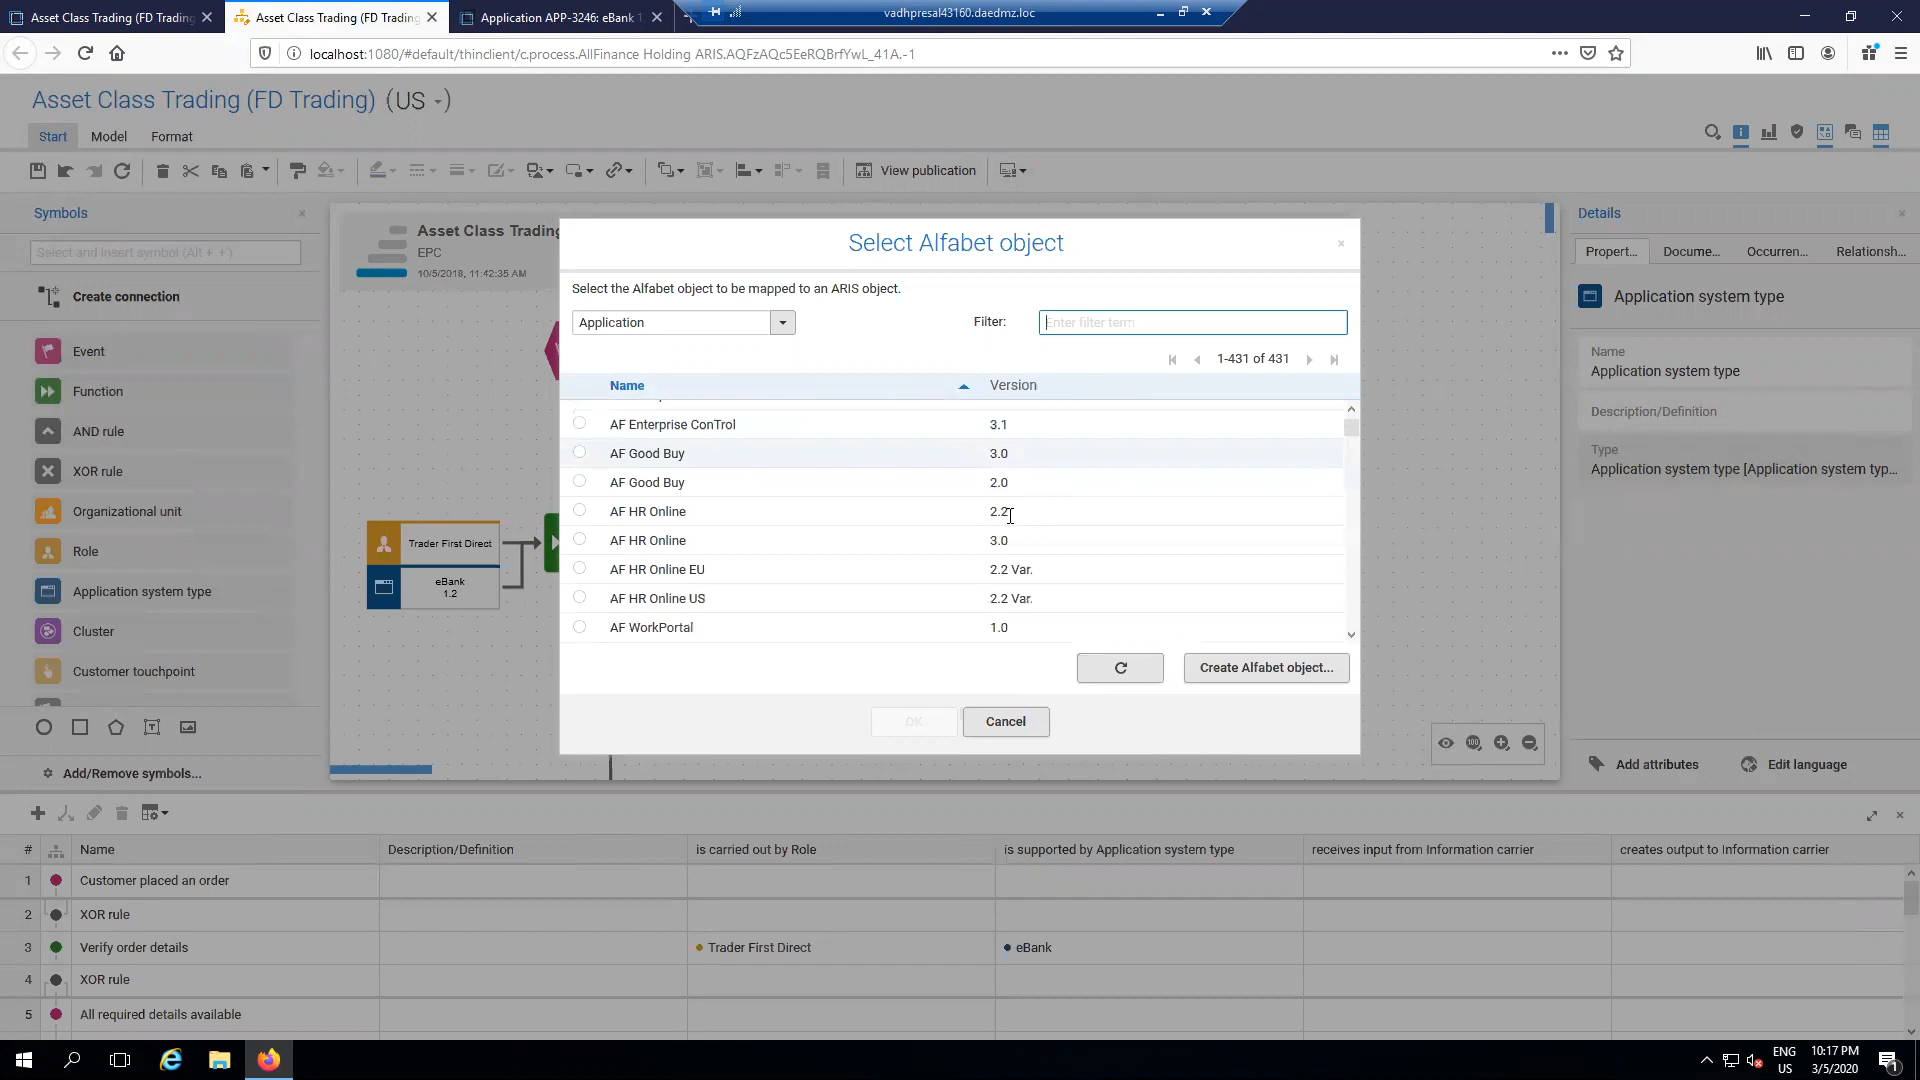 Asset Class Trading (FD Trading
Asset Class Trading (FD Trading
Application APP-3246: eBank 1
vadhpresal43160.daedmz.loc
localhost:1080/#default/thinclient/c.process.AllFinance Holding ARIS.AQFzAQc5EeRQBrfYwL_41A.-1
Asset Class Trading (FD Trading) (US)
Start Model Format
View publication
Symbols
Select and insert symbol (Alt + '+')
Create connection
Event
Function
AND rule
XOR rule
Organizational unit
Role
Application system type
Cluster
Customer touchpoint
Add/Remove symbols...
Asset Class Trading
EPC
10/5/2018, 11:42:35 AM
Trader First Direct
eBank
1.2
Select Alfabet object
Select the Alfabet object to be mapped to an ARIS object.
Application
Filter: Enter filter term
1-431 of 431
Name Version
AF Enterprise ConTrol 3.1
AF Good Buy 3.0
AF Good Buy 2.0
AF HR Online 2.2
AF HR Online 3.0
AF HR Online EU 2.2 Var.
AF HR Online US 2.2 Var.
AF WorkPortal 1.0
Create Alfabet object...
OK Cancel
100
Details
Propert... Docume... Occurren... Relationsh...
Application system type
Name
Application system type
Description/Definition
Type
Application system type [Application system typ...
Add attributes Edit language
# Name Description/Definition is carried out by Role is supported by Application system type receives input from Information carrier creates output to Information carrier
1 Customer placed an order
2 XOR rule
3 Verify order details Trader First Direct eBank
4 XOR rule
5 All required details available
ENG
US
10:17 PM
3/5/2020
1